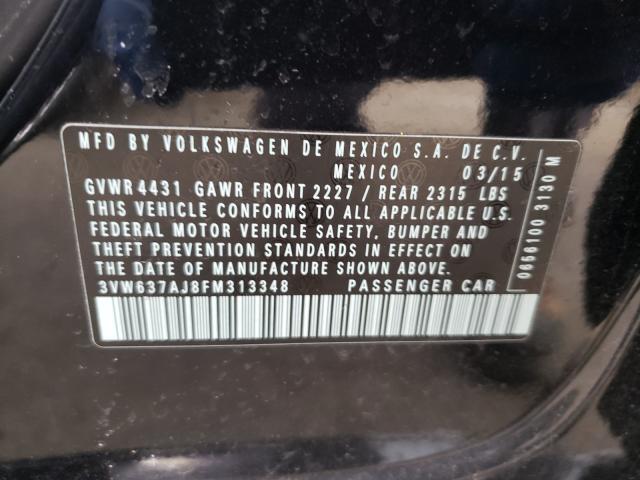 MFD BY VOLKSWAGEN DE MEXICO S.A. DE C.V.
MEXICO 03/15
GVWR 4431 GAWR FRONT 2227 / REAR 2315 LBS
THIS VEHICLE CONFORMS TO ALL APPLICABLE U.S.
FEDERAL MOTOR VEHICLE SAFETY, BUMPER AND
THEFT PREVENTION STANDARDS IN EFFECT ON
THE DATE OF MANUFACTURE SHOWN ABOVE.
3VW637AJ8FM313348 PASSENGER CAR
0656100 3130 M